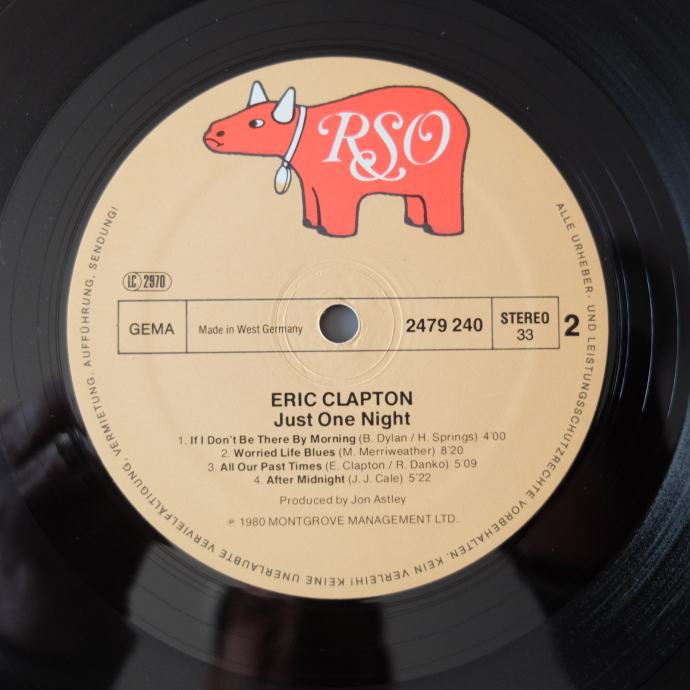 RSO
LC 2970
GEMA
Made in West Germany
2479 240
STEREO
33
2
ERIC CLAPTON
Just One Night
1. If I Don't Be There By Morning (B. Dylan / H. Springs) 4'00
2. Worried Life Blues (M. Merriweather) 8'20
3. All Our Past Times (E. Clapton / R. Danko) 5'09
4. After Midnight (J. J. Cale) 5'22
Produced by Jon Astley
℗ 1980 MONTGROVE MANAGEMENT LTD.
ALLE URHEBER- UND LEISTUNGSSCHUTZRECHTE VORBEHALTEN. KEIN VERLEIH! KEINE UNERLAUBTE VERVIELFÄLTIGUNG, VERMIETUNG, AUFFÜHRUNG, SENDUNG!